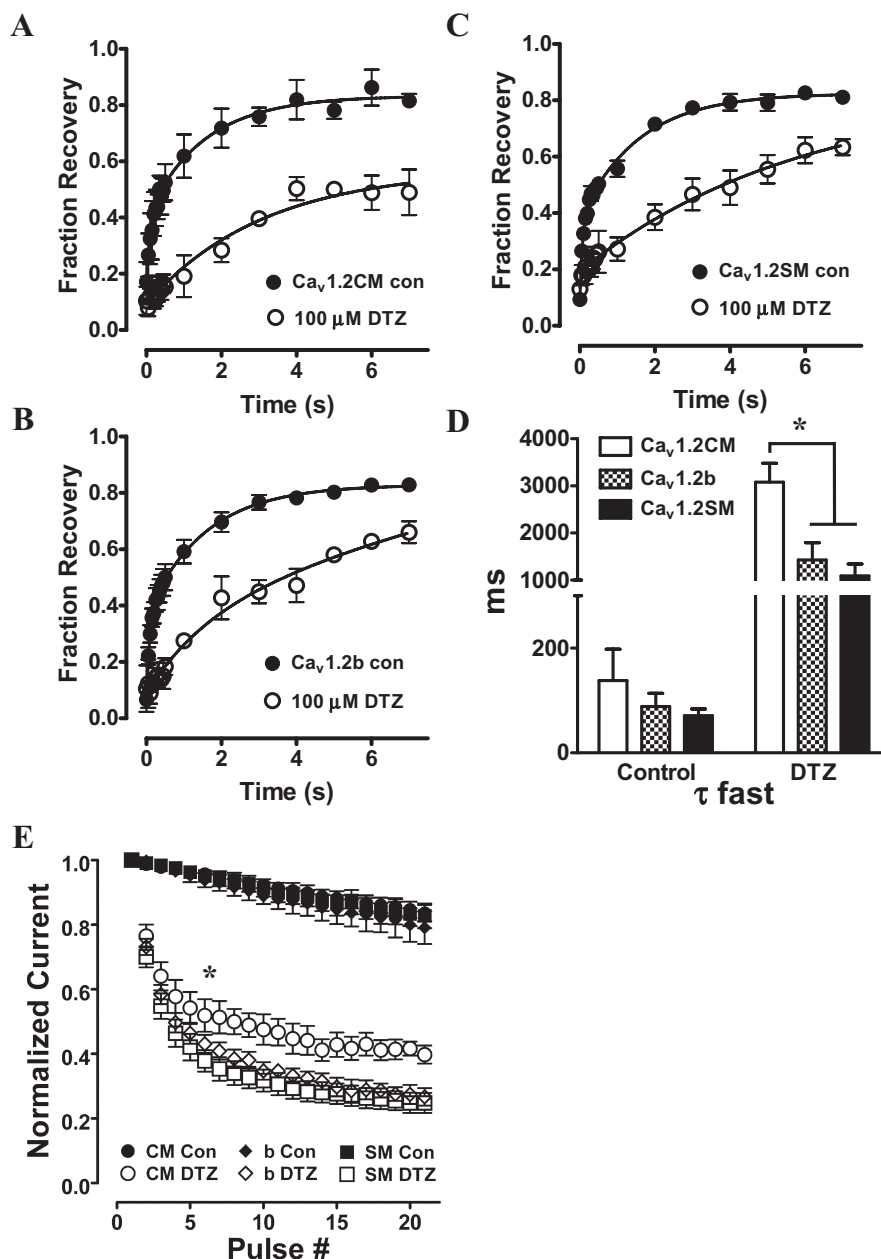 A
1.0
0.8
0.6
0.4
0.2
0.0
Fraction Recovery
Caᵥ1.2CM con
100 μM DTZ
0 2 4 6
Time (s)
C
1.0
0.8
0.6
0.4
0.2
0.0
Fraction Recovery
Caᵥ1.2SM con
100 μM DTZ
0 2 4 6
Time (s)
B
1.0
0.8
0.6
0.4
0.2
0.0
Fraction Recovery
Caᵥ1.2b con
100 μM DTZ
0 2 4 6
Time (s)
D
4000
3000
2000
1000
200
0
ms
Caᵥ1.2CM
Caᵥ1.2b
Caᵥ1.2SM
*
Control DTZ
τ fast
E
1.0
0.8
0.6
0.4
0.2
0.0
Normalized Current
*
CM Con b Con SM Con
CM DTZ b DTZ SM DTZ
0 5 10 15 20
Pulse #